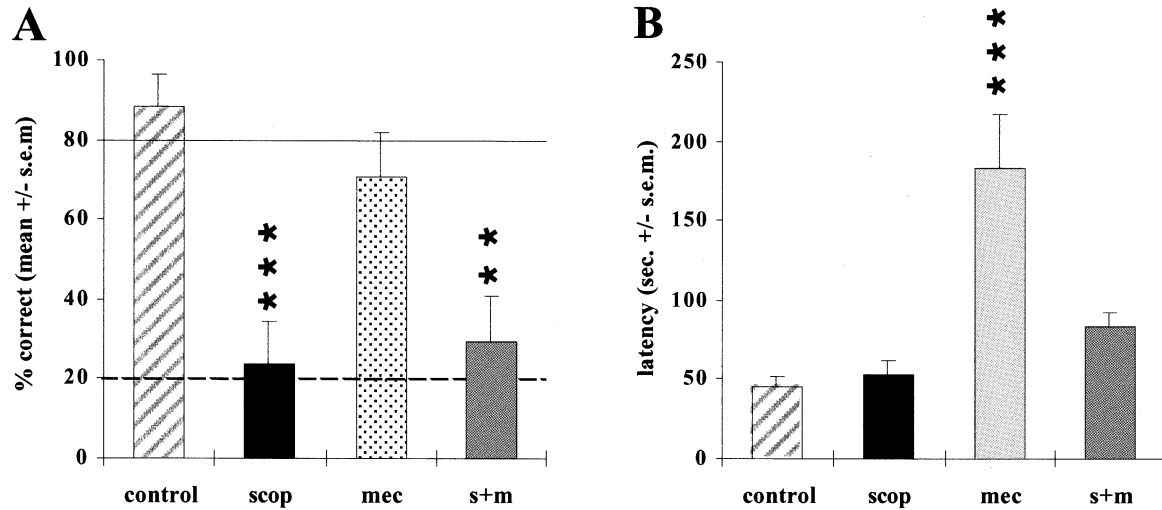 A
% correct (mean +/- s.e.m)
100
80
60
40
20
0
***
**
control scop mec s+m
B
latency (sec. +/- s.e.m.)
250
200
150
100
50
0
***
control scop mec s+m